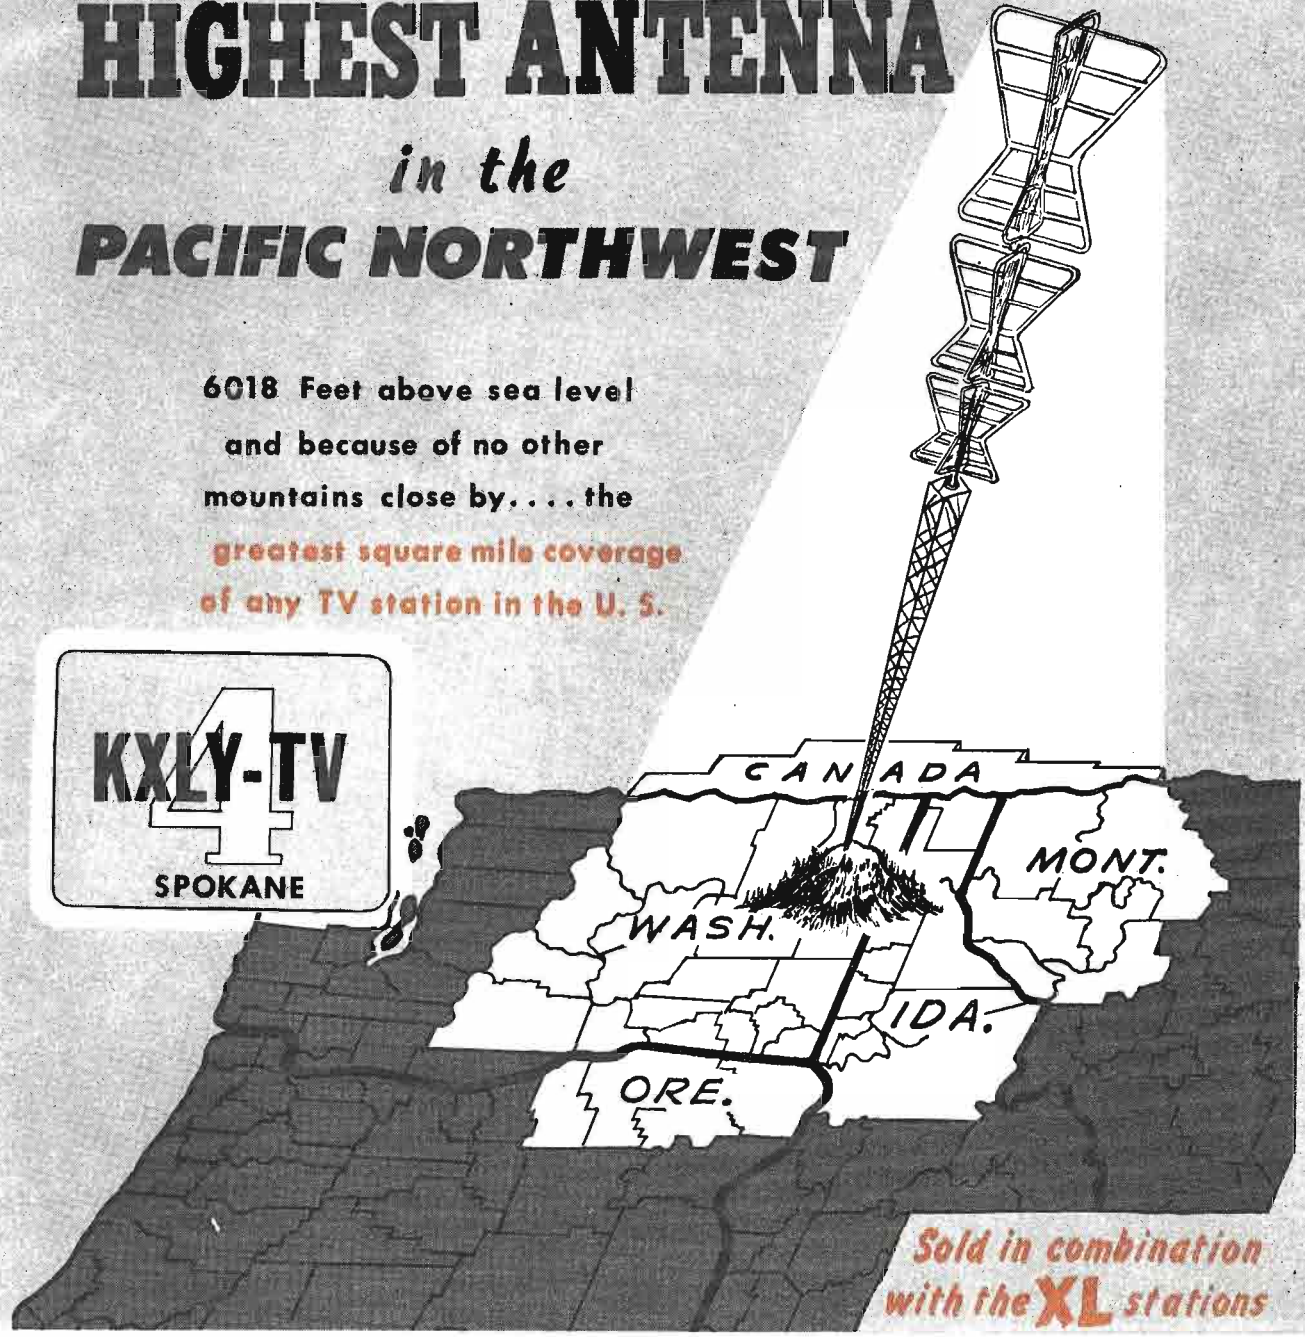 HIGHEST ANTENNA
in the
PACIFIC NORTHWEST
6018 Feet above sea level
and because of no other
mountains close by....the
greatest square mile coverage
of any TV station in the U. S.
4
KXLY-TV
SPOKANE
CANADA
MONT.
WASH.
IDA.
ORE.
Sold in combination
with the XL stations